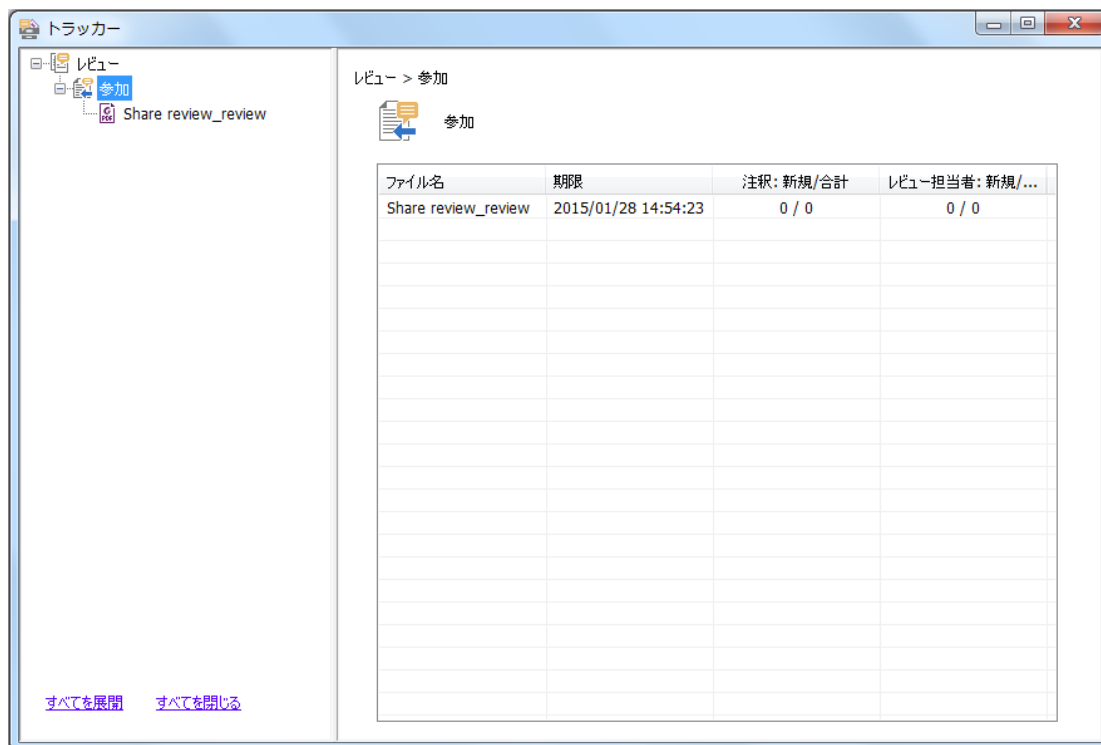 トラッカー
レビュー
参加
Share review_review
すべてを展開 すべてを閉じる
レビュー > 参加
参加
ファイル名 期限 注釈: 新規/合計 レビュー担当者: 新規/...
Share review_review 2015/01/28 14:54:23 0 / 0 0 / 0